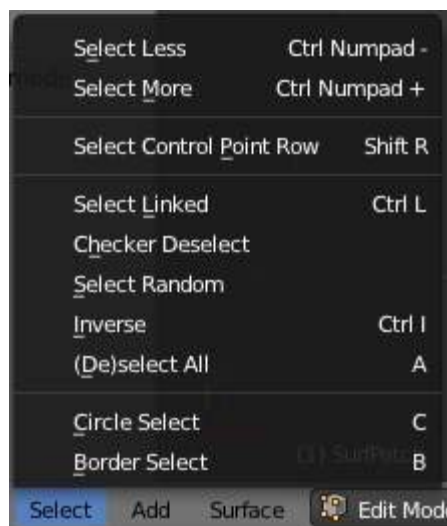 Select Less Ctrl Numpad -
Select More Ctrl Numpad +
Select Control Point Row Shift R
Select Linked Ctrl L
Checker Deselect
Select Random
Inverse Ctrl I
(De)select All A
Circle Select C
Border Select B
Select Add Surface Edit Mod